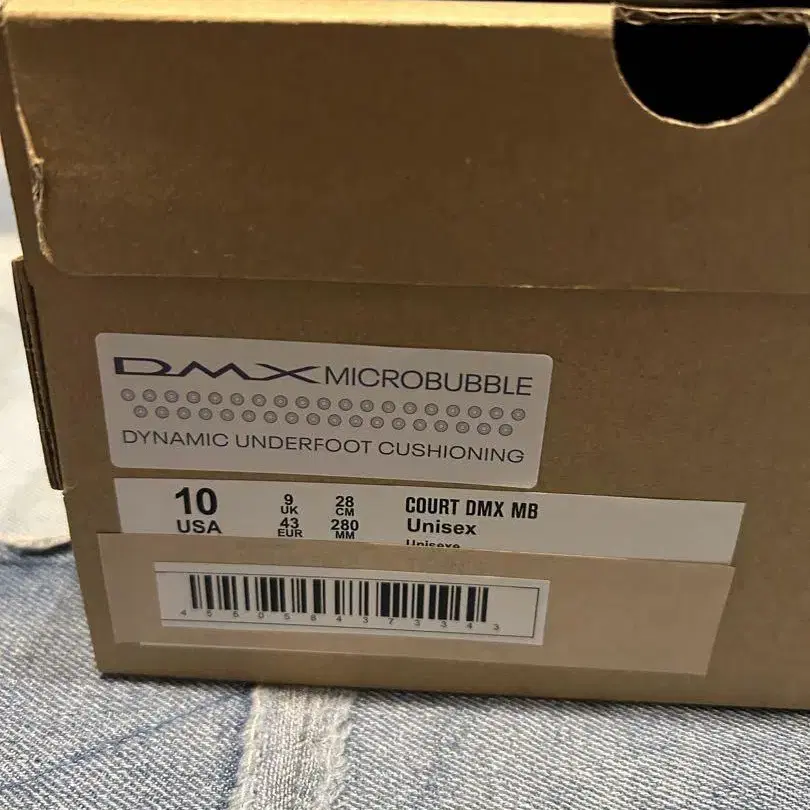 DMX MICROBUBBLE
DYNAMIC UNDERFOOT CUSHIONING
10 9 28 COURT DMX MB
UK CM
USA 43 280 Unisex
EUR MM Unisexe